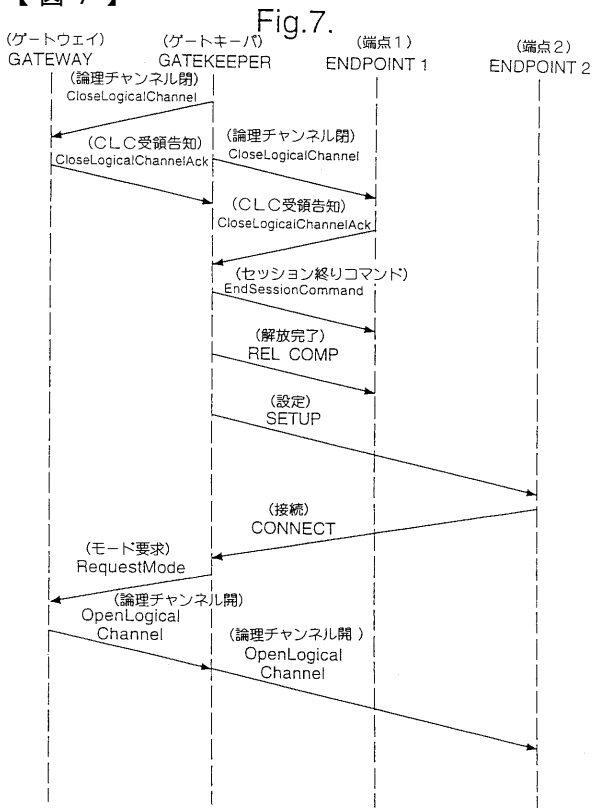 【図7】
Fig.7.
(ゲートウェイ)
GATEWAY
(ゲートキーパ)
GATEKEEPER
(端点1)
ENDPOINT 1
(端点2)
ENDPOINT 2
(論理チャンネル閉)
CloseLogicalChannel
(CLC受領告知)
CloseLogicalChannelAck
(論理チャンネル閉)
CloseLogicalChannel
(CLC受領告知)
CloseLogicalChannelAck
(セッション終りコマンド)
EndSessionCommand
(解放完了)
REL COMP
(設定)
SETUP
(接続)
CONNECT
(モード要求)
RequestMode
(論理チャンネル開)
OpenLogical
Channel
(論理チャンネル開)
OpenLogical
Channel